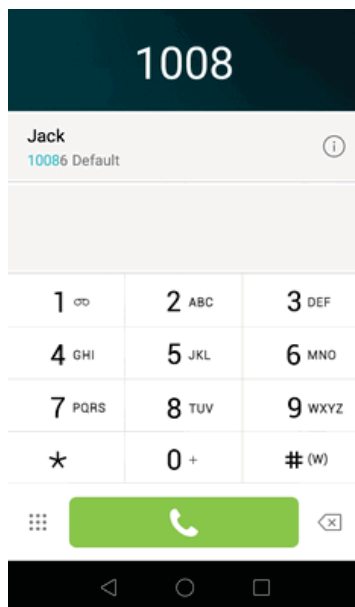 1008
Jack
10086 Default
1 2 ABC 3 DEF
4 GHI 5 JKL 6 MNO
7 PQRS 8 TUV 9 WXYZ
* 0 + # (W)